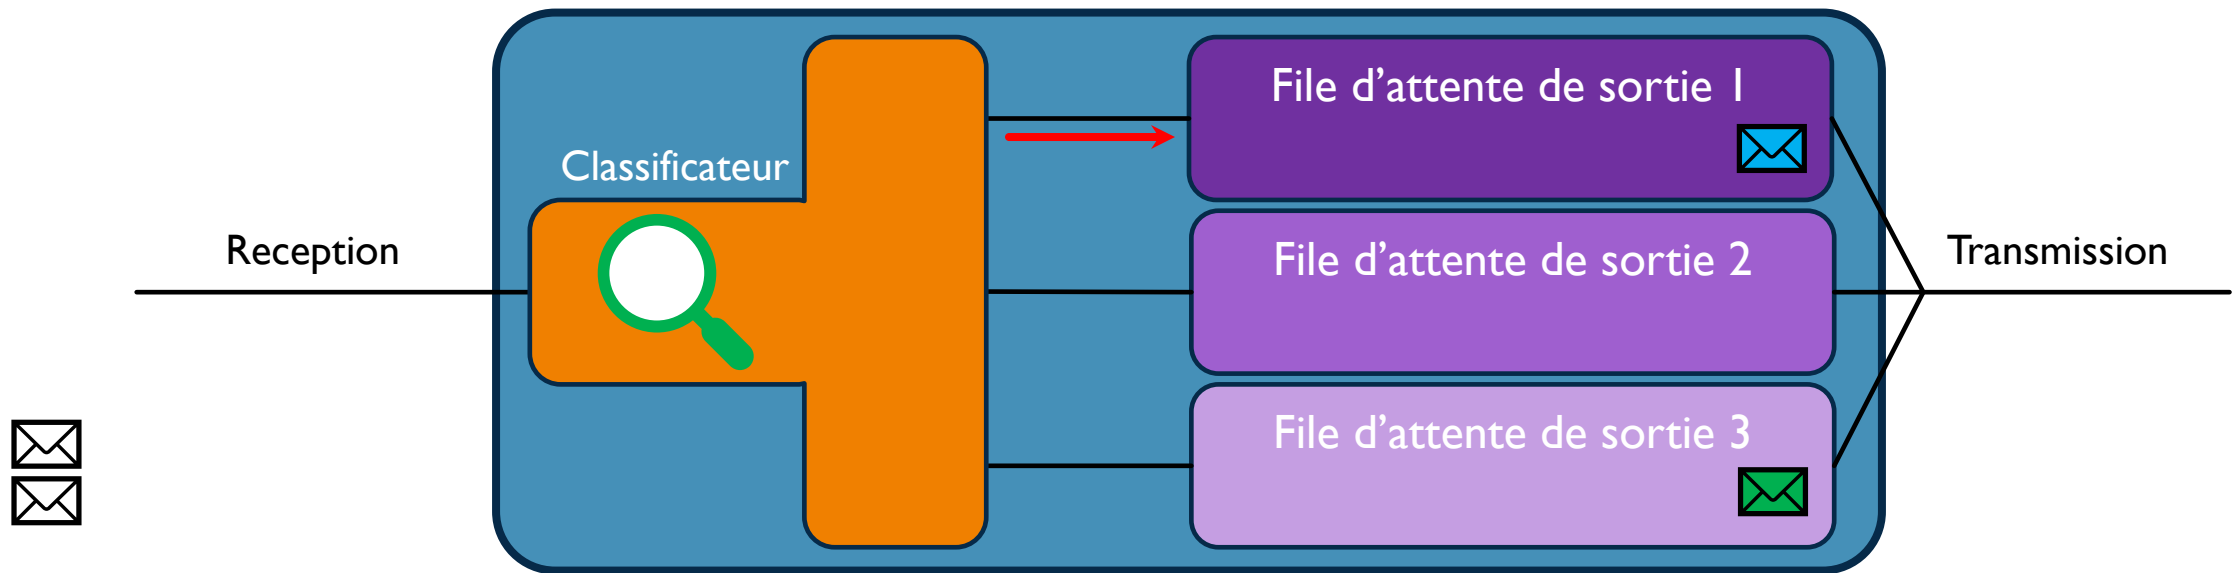 Reception
Classificateur
File d’attente de sortie 1
File d’attente de sortie 2
File d’attente de sortie 3
Transmission